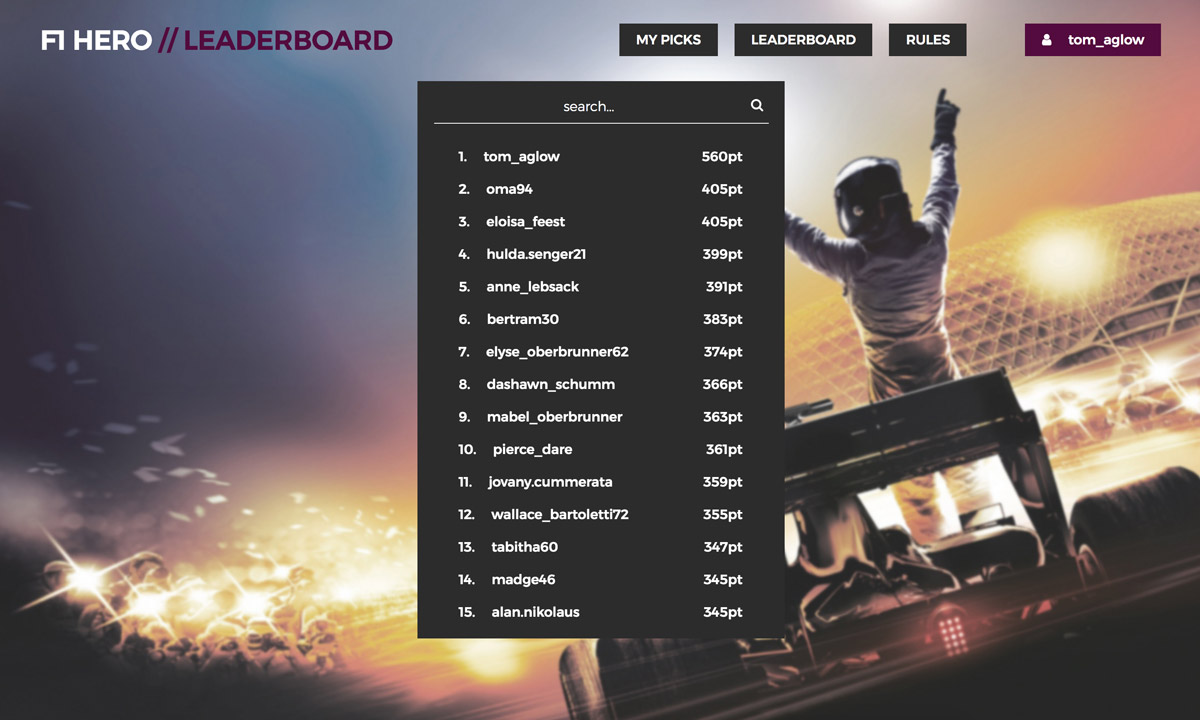 F1 HERO // LEADERBOARD
MY PICKS LEADERBOARD RULES tom_aglow
search...
1. tom_aglow 560pt
2. oma94 405pt
3. eloisa_feest 405pt
4. hulda.senger21 399pt
5. anne_lebsack 391pt
6. bertram30 383pt
7. elyse_oberbrunner62 374pt
8. dashawn_schumm 366pt
9. mabel_oberbrunner 363pt
10. pierce_dare 361pt
11. jovany.cummerata 359pt
12. wallace_bartoletti72 355pt
13. tabitha60 347pt
14. madge46 345pt
15. alan.nikolaus 345pt